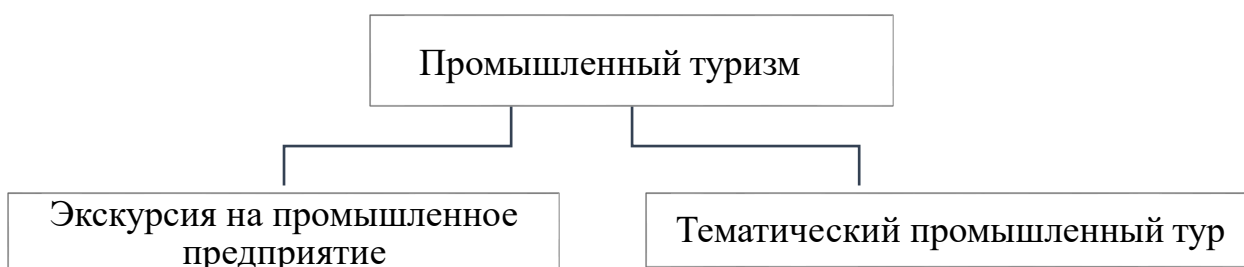 Промышленный туризм
Экскурсия на промышленное
предприятие
Тематический промышленный тур